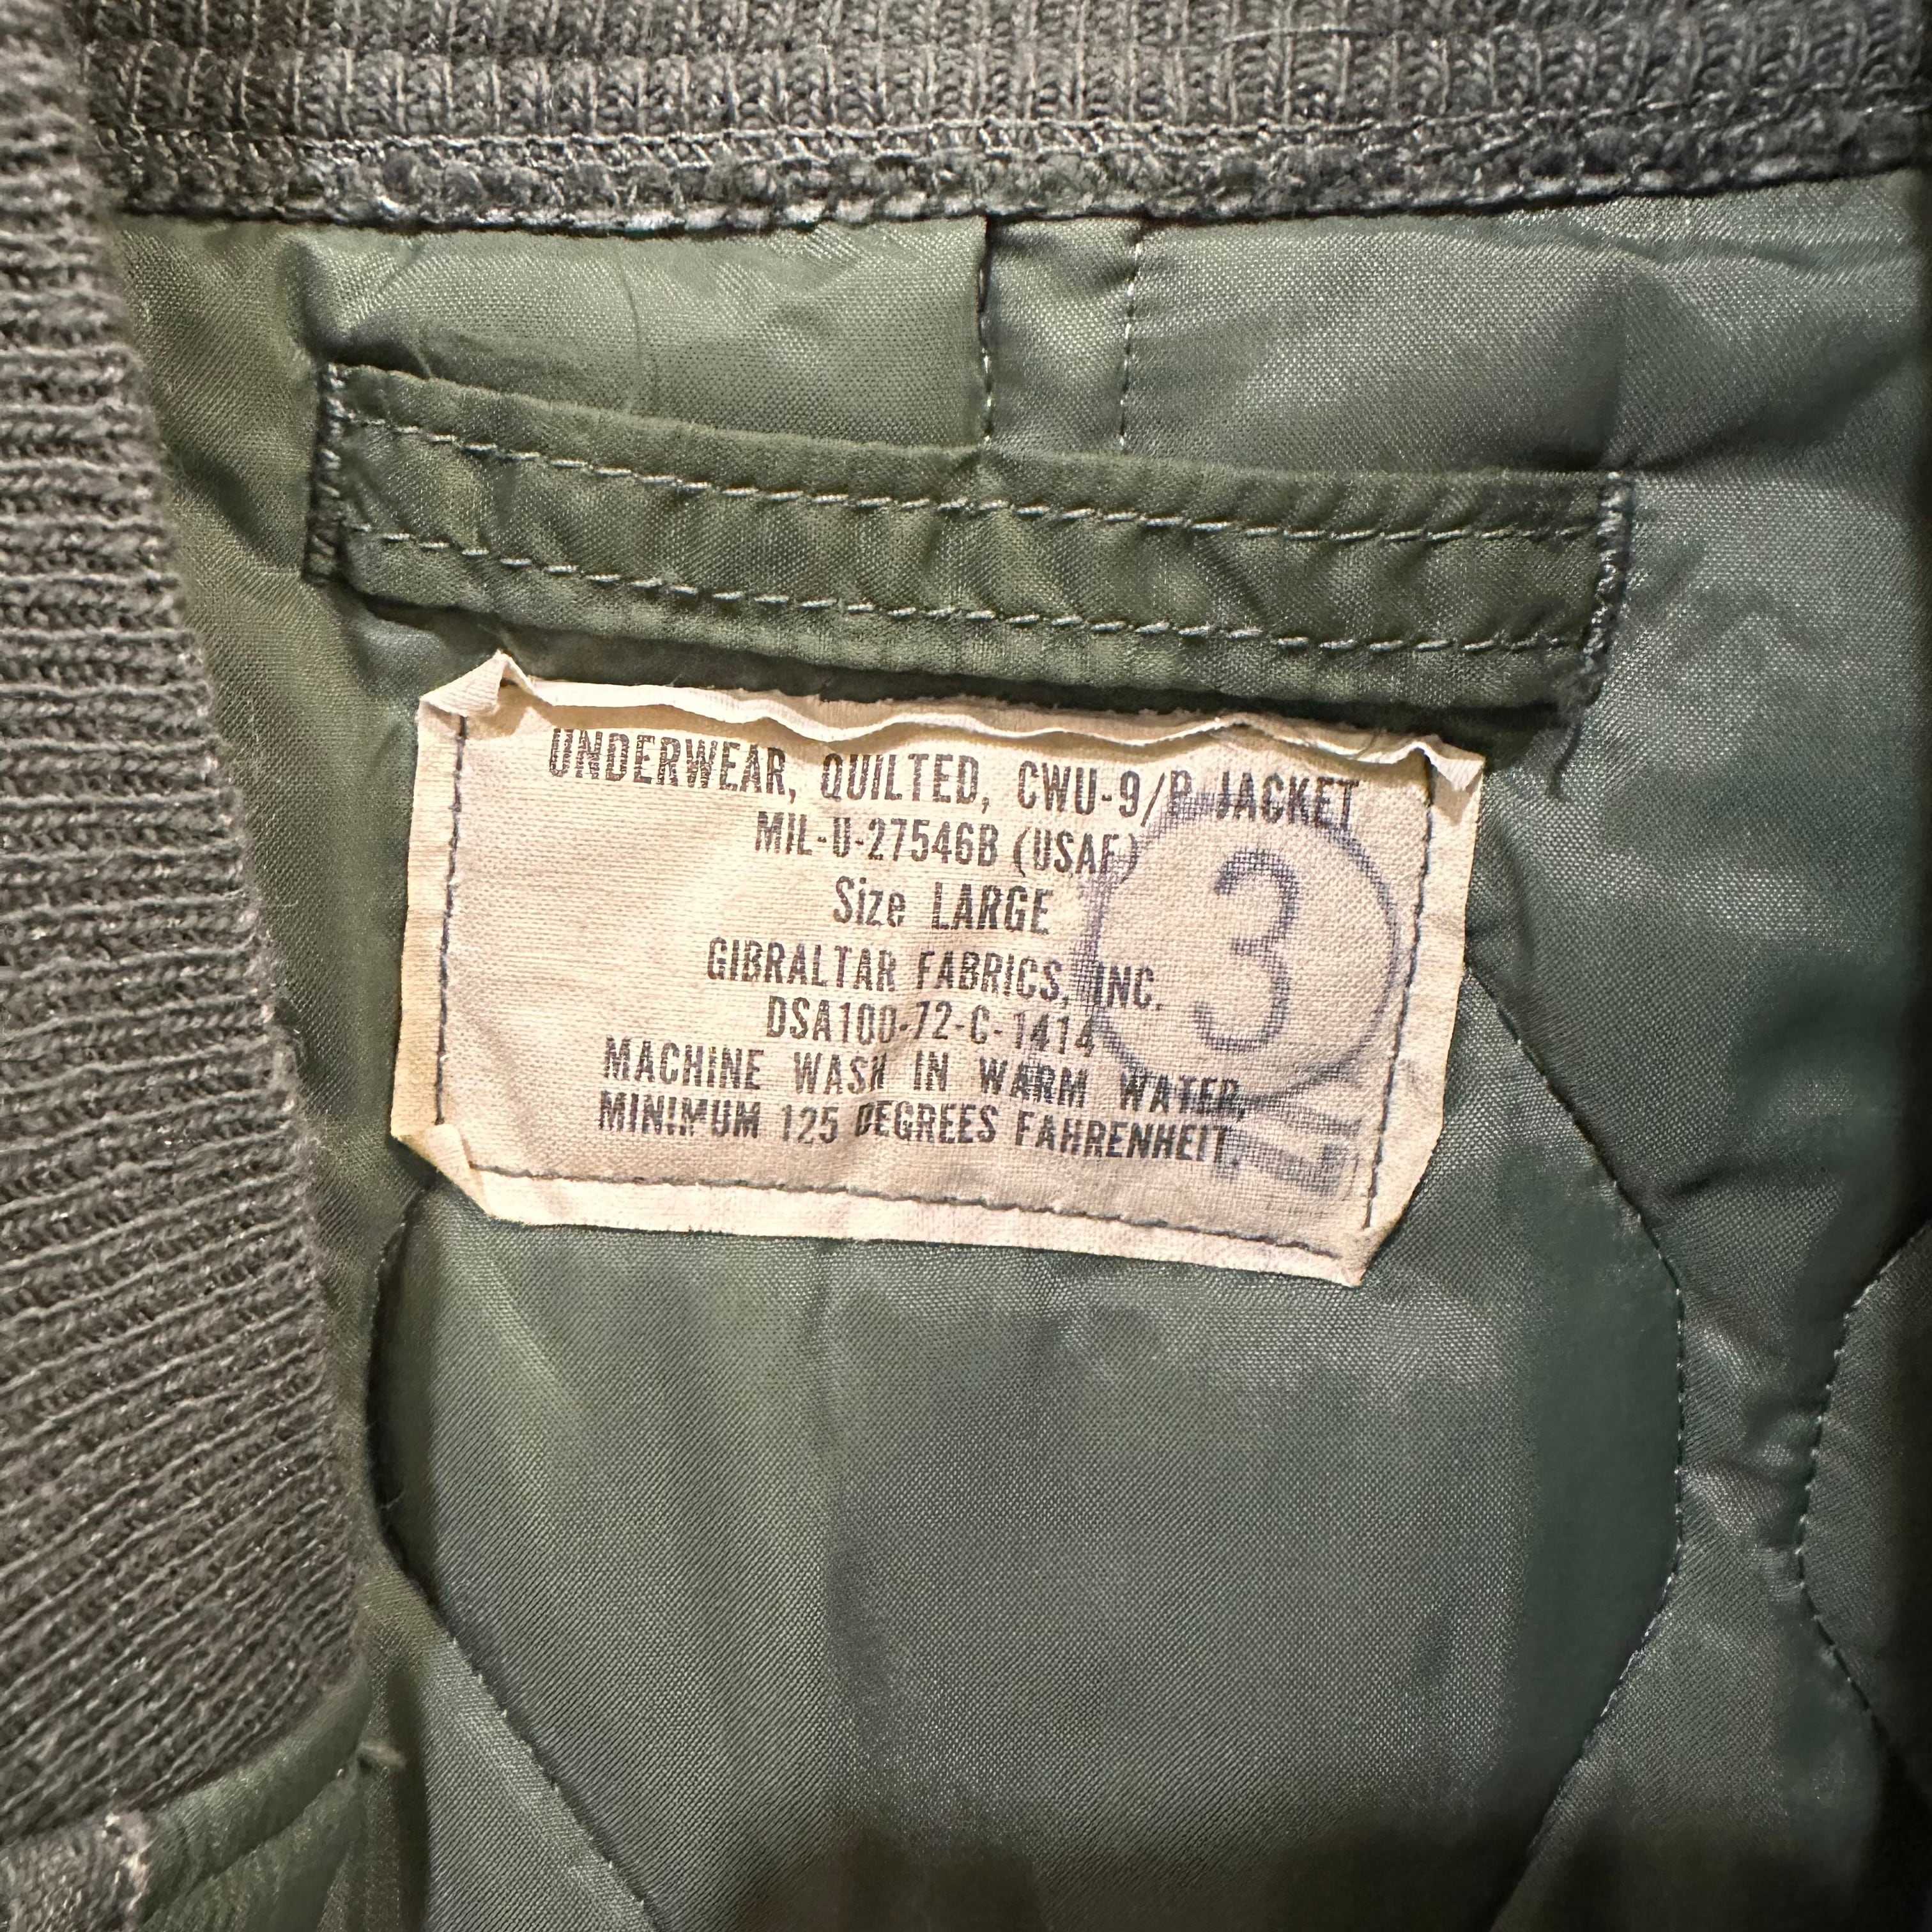 UNDERWEAR, QUILTED, CWU-9/P JACKET
MIL-U-27546B (USAF)
Size LARGE
GIBRALTAR FABRICS, INC.
DSA100-72-C-1414
MACHINE WASH IN WARM WATER,
MINIMUM 125 DEGREES FAHRENHEIT.
3